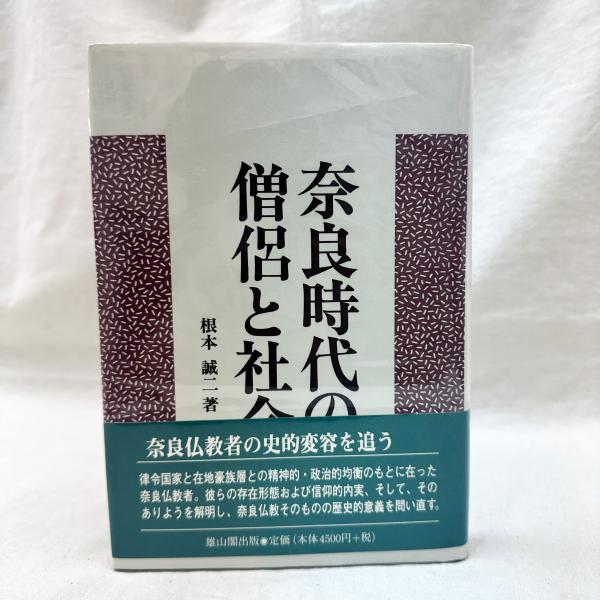 奈良時代の
僧侶と社会
根本 誠二 著
奈良仏教者の史的変容を追う
律令国家と在地豪族層との精神的・政治的均衡のもとに在った
奈良仏教者。彼らの存在形態および信仰的内実、そして、その
ありようを解明し、奈良仏教そのものの歴史的意義を問い直す。
雄山閣出版●定価(本体4500円+税)